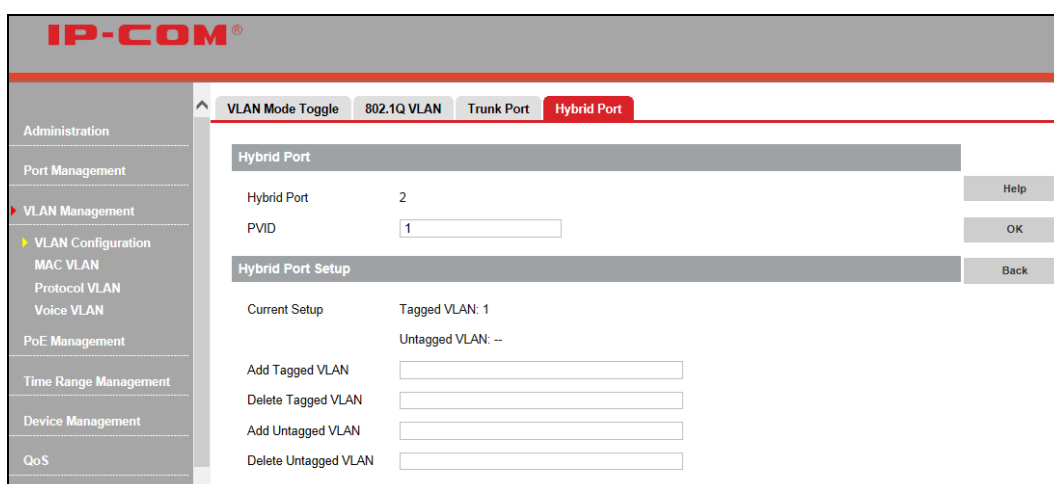 IP-COM®
VLAN Mode Toggle 802.1Q VLAN Trunk Port Hybrid Port
Administration
Port Management
VLAN Management
VLAN Configuration
MAC VLAN
Protocol VLAN
Voice VLAN
PoE Management
Time Range Management
Device Management
QoS
Hybrid Port
Hybrid Port 2
PVID 1
Hybrid Port Setup
Current Setup Tagged VLAN: 1
Untagged VLAN: --
Add Tagged VLAN
Delete Tagged VLAN
Add Untagged VLAN
Delete Untagged VLAN
Help
OK
Back